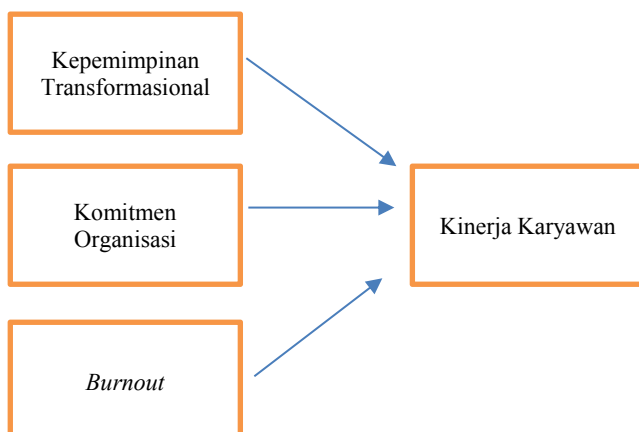 Kepemimpinan
Transformasional
Komitmen
Organisasi
Kinerja Karyawan
Burnout